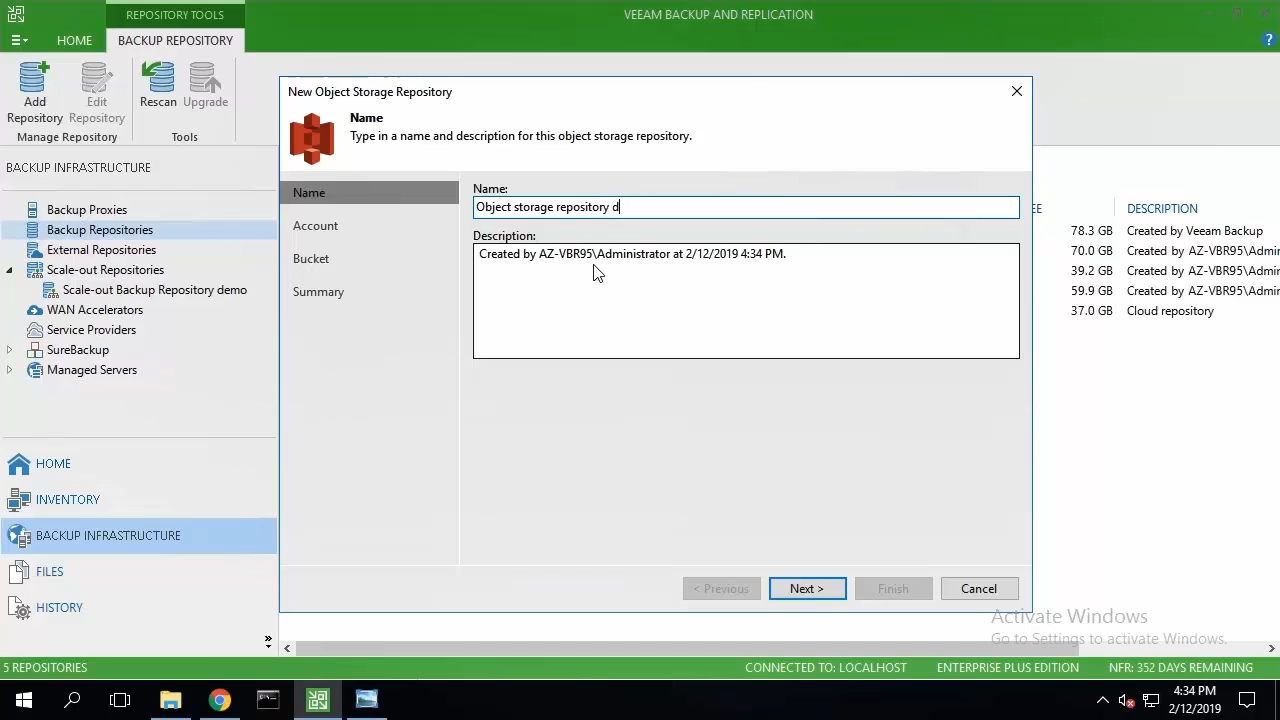 REPOSITORY TOOLS
VEEAM BACKUP AND REPLICATION
HOME
BACKUP REPOSITORY
Add Repository
Edit Repository
Rescan
Upgrade
Manage Repository
Tools
BACKUP INFRASTRUCTURE
Backup Proxies
Backup Repositories
External Repositories
Scale-out Repositories
Scale-out Backup Repository demo
WAN Accelerators
Service Providers
SureBackup
Managed Servers
HOME
INVENTORY
BACKUP INFRASTRUCTURE
FILES
HISTORY
New Object Storage Repository
Name
Type in a name and description for this object storage repository.
Name
Account
Bucket
Summary
Name:
Object storage repository d
Description:
Created by AZ-VBR95\Administrator at 2/12/2019 4:34 PM.
< Previous
Next >
Finish
Cancel
EE
DESCRIPTION
78.3 GB Created by Veeam Backup
70.0 GB Created by AZ-VBR95\Admin
39.2 GB Created by AZ-VBR95\Admin
59.9 GB Created by AZ-VBR95\Admin
37.0 GB Cloud repository
Activate Windows
Go to Settings to activate Windows.
5 REPOSITORIES
CONNECTED TO: LOCALHOST
ENTERPRISE PLUS EDITION
NFR: 352 DAYS REMAINING
4:34 PM
2/12/2019